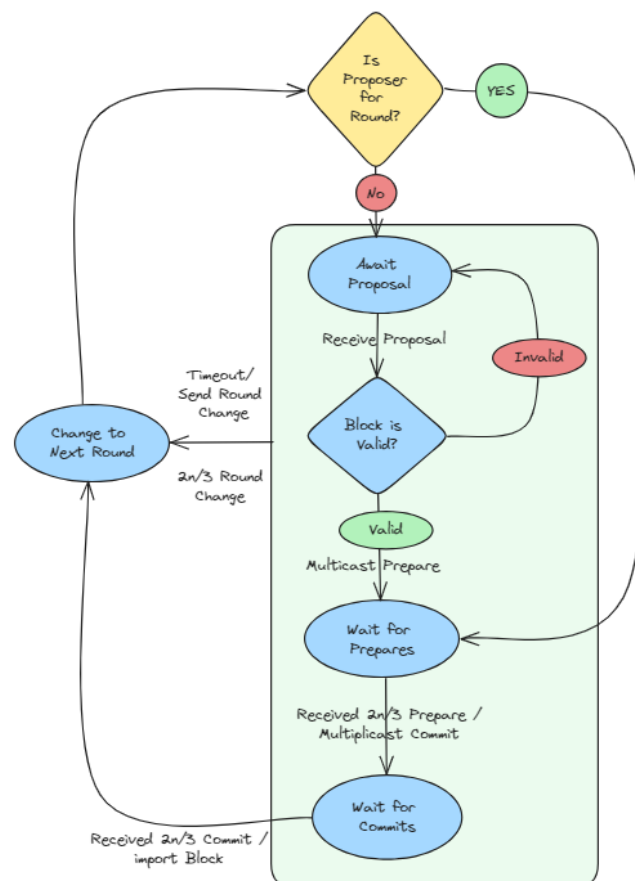 Is
Proposer
for
Round?
YES
No
Await
Proposal
Receive Proposal
Invalid
Timeout/
Send Round
Change
Block is
Valid?
Change to
Next Round
2n/3 Round
Change
Valid
Multicast Prepare
Wait for
Prepares
Received 2n/3 Prepare /
Multiplicast Commit
Wait for
Commits
Received 2n/3 Commit /
import Block